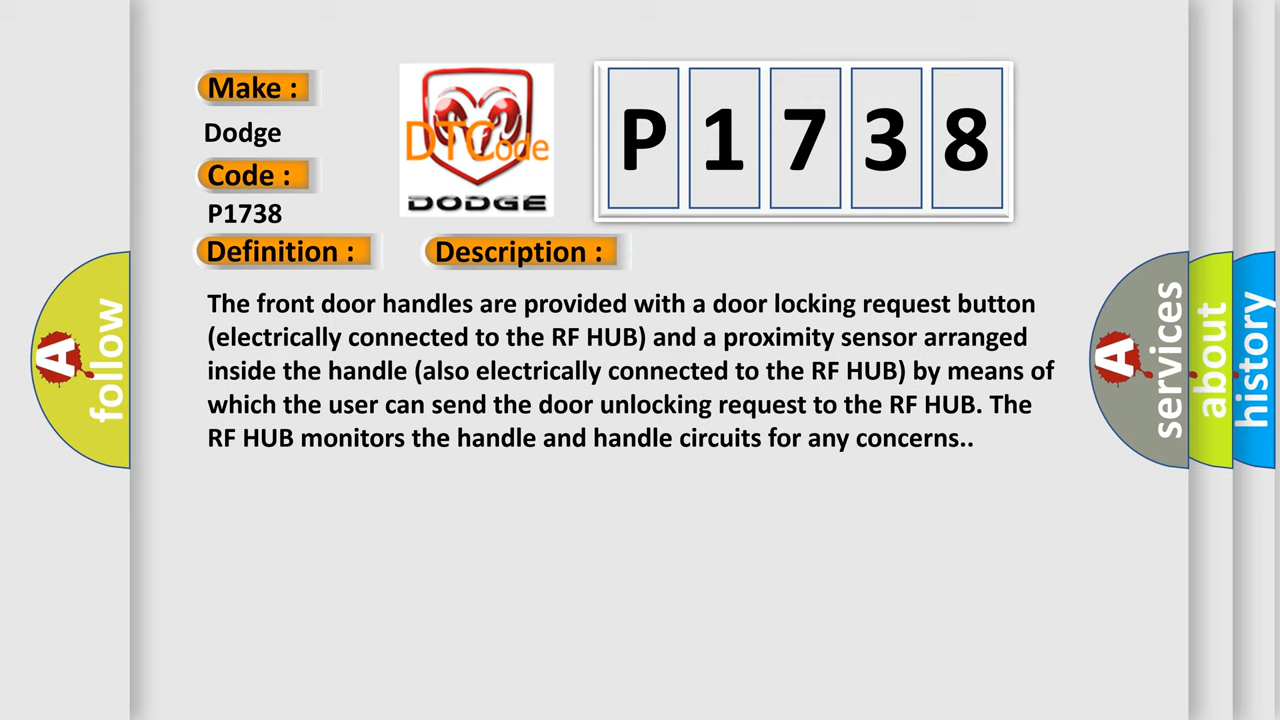 Make :
Dodge
Code :
P1738
DTCode
DODGE
P 1 7 3 8
Definition :
Description :
The front door handles are provided with a door locking request button
(electrically connected to the RF HUB) and a proximity sensor arranged
inside the handle (also electrically connected to the RF HUB) by means of
which the user can send the door unlocking request to the RF HUB. The
RF HUB monitors the handle and handle circuits for any concerns..
A
follow
A
services
about
history